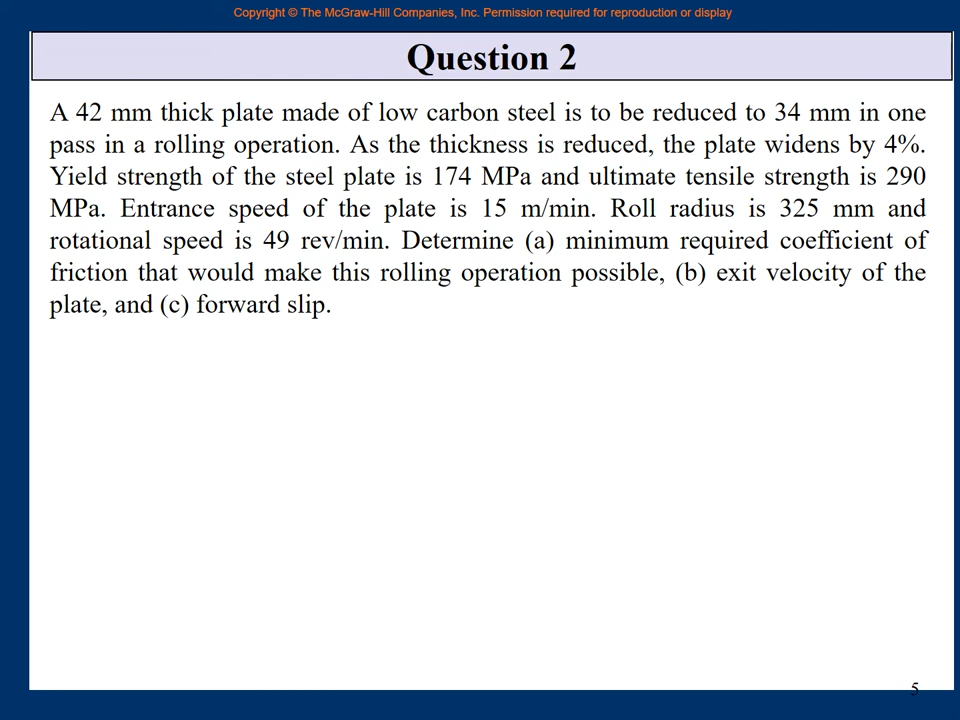 Copyright © The McGraw-Hill Companies, Inc. Permission required for reproduction or display
Question 2
A 42 mm thick plate made of low carbon steel is to be reduced to 34 mm in one
pass in a rolling operation. As the thickness is reduced, the plate widens by 4%.
Yield strength of the steel plate is 174 MPa and ultimate tensile strength is 290
MPa. Entrance speed of the plate is 15 m/min. Roll radius is 325 mm and
rotational speed is 49 rev/min. Determine (a) minimum required coefficient of
friction that would make this rolling operation possible, (b) exit velocity of the
plate, and (c) forward slip.
5